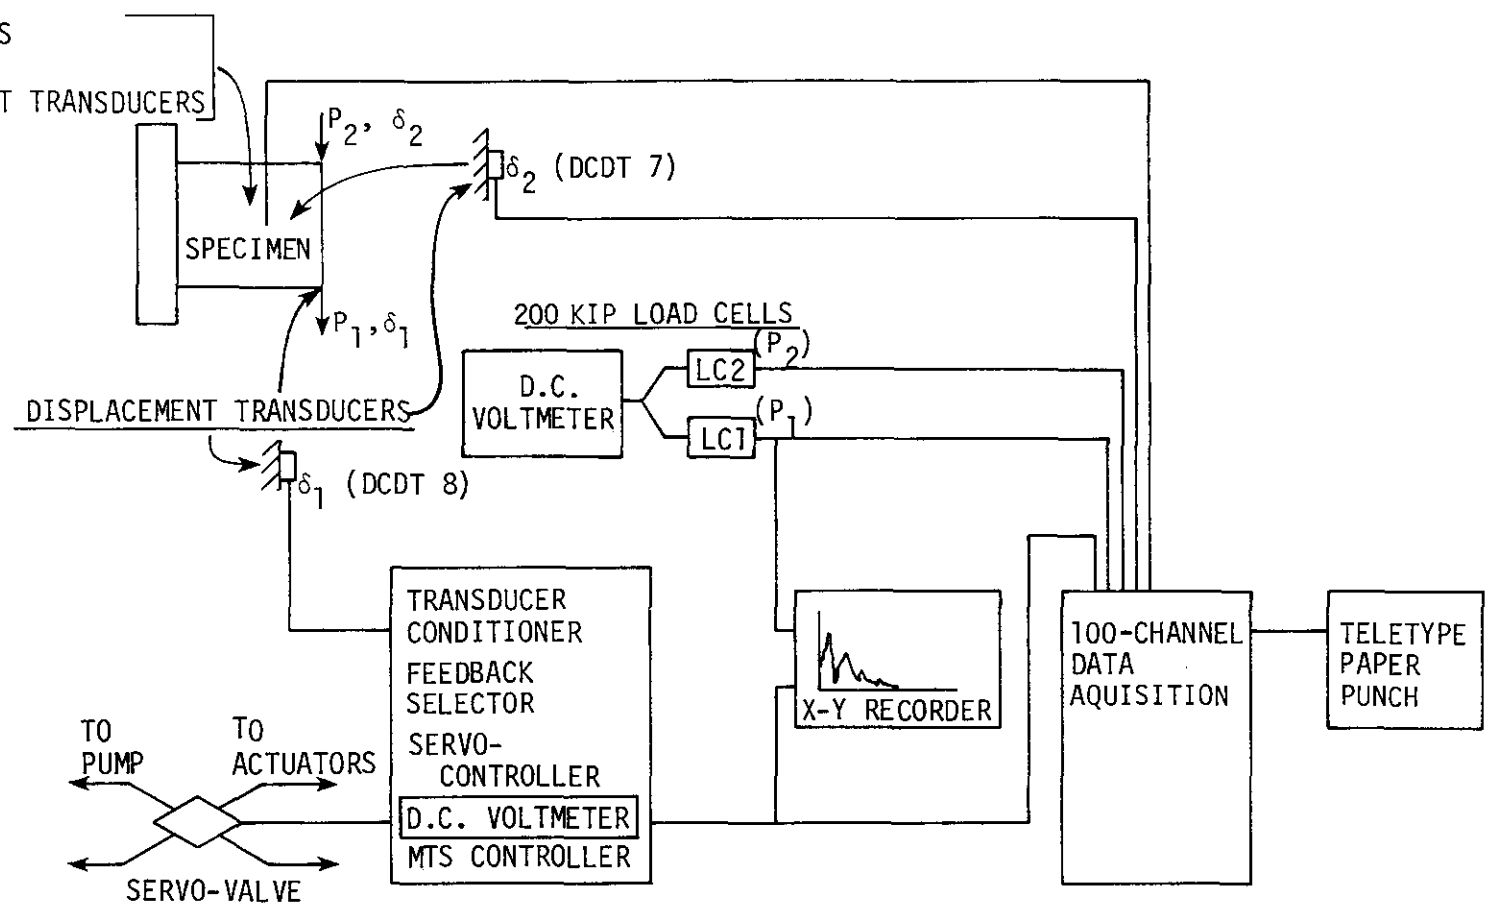 S
T TRANSDUCERS
P2, δ2
δ2 (DCDT 7)
SPECIMEN
P1,δ1
200 KIP LOAD CELLS
(P2)
LC2
D.C.
VOLTMETER
(P1)
LC1
DISPLACEMENT TRANSDUCERS
δ1 (DCDT 8)
TRANSDUCER
CONDITIONER
FEEDBACK
SELECTOR
SERVO-
CONTROLLER
D.C. VOLTMETER
MTS CONTROLLER
X-Y RECORDER
100-CHANNEL
DATA
AQUISITION
TELETYPE
PAPER
PUNCH
TO
PUMP
TO
ACTUATORS
SERVO-VALVE